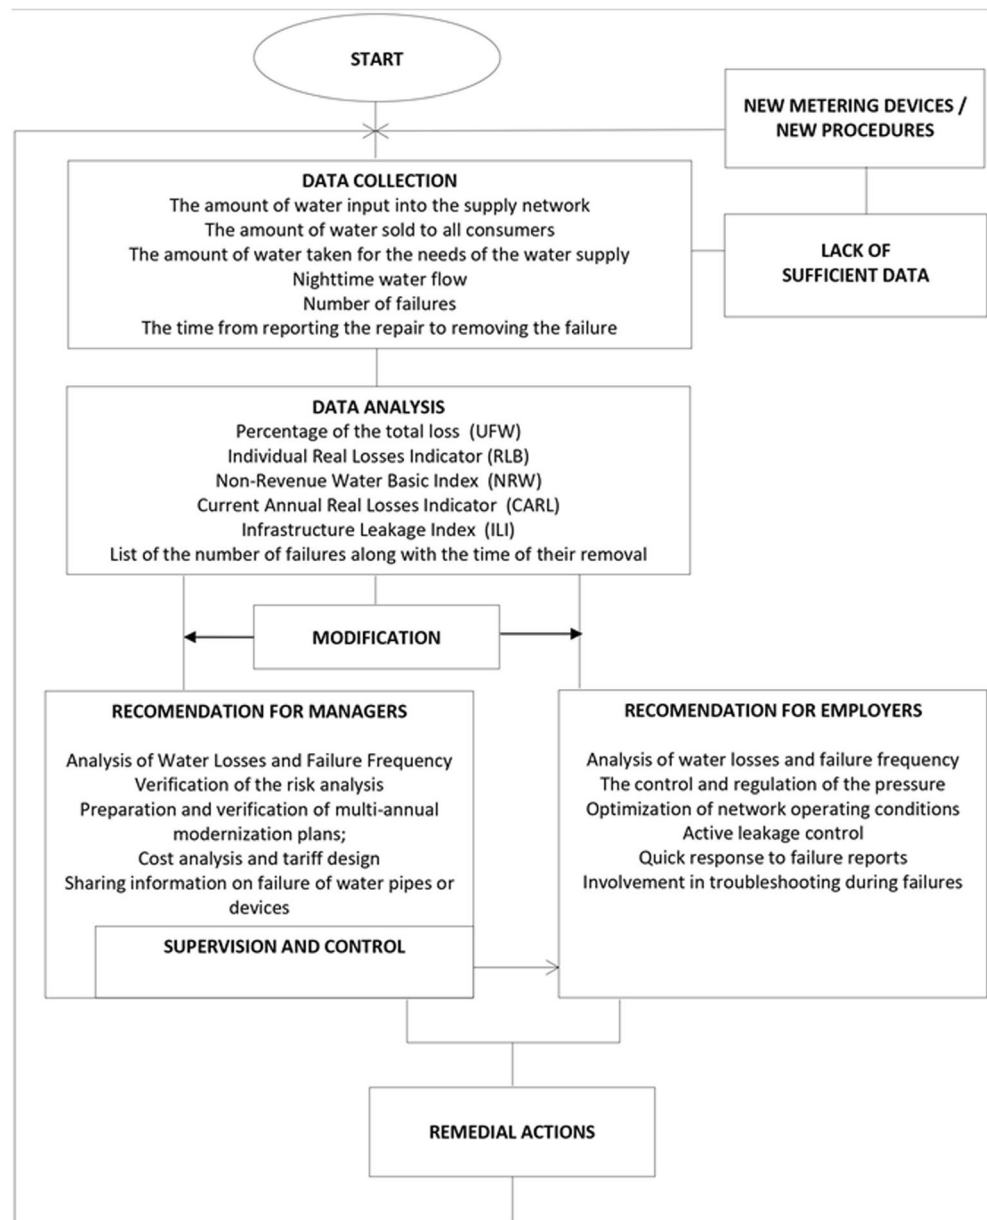 START
NEW METERING DEVICES /
NEW PROCEDURES
DATA COLLECTION
The amount of water input into the supply network
The amount of water sold to all consumers
The amount of water taken for the needs of the water supply
Nighttime water flow
Number of failures
The time from reporting the repair to removing the failure
LACK OF
SUFFICIENT DATA
DATA ANALYSIS
Percentage of the total loss (UFW)
Individual Real Losses Indicator (RLB)
Non-Revenue Water Basic Index (NRW)
Current Annual Real Losses Indicator (CARL)
Infrastructure Leakage Index (ILI)
List of the number of failures along with the time of their removal
MODIFICATION
RECOMENDATION FOR MANAGERS
Analysis of Water Losses and Failure Frequency
Verification of the risk analysis
Preparation and verification of multi-annual
modernization plans;
Cost analysis and tariff design
Sharing information on failure of water pipes or
devices
SUPERVISION AND CONTROL
RECOMENDATION FOR EMPLOYERS
Analysis of water losses and failure frequency
The control and regulation of the pressure
Optimization of network operating conditions
Active leakage control
Quick response to failure reports
Involvement in troubleshooting during failures
REMEDIAL ACTIONS